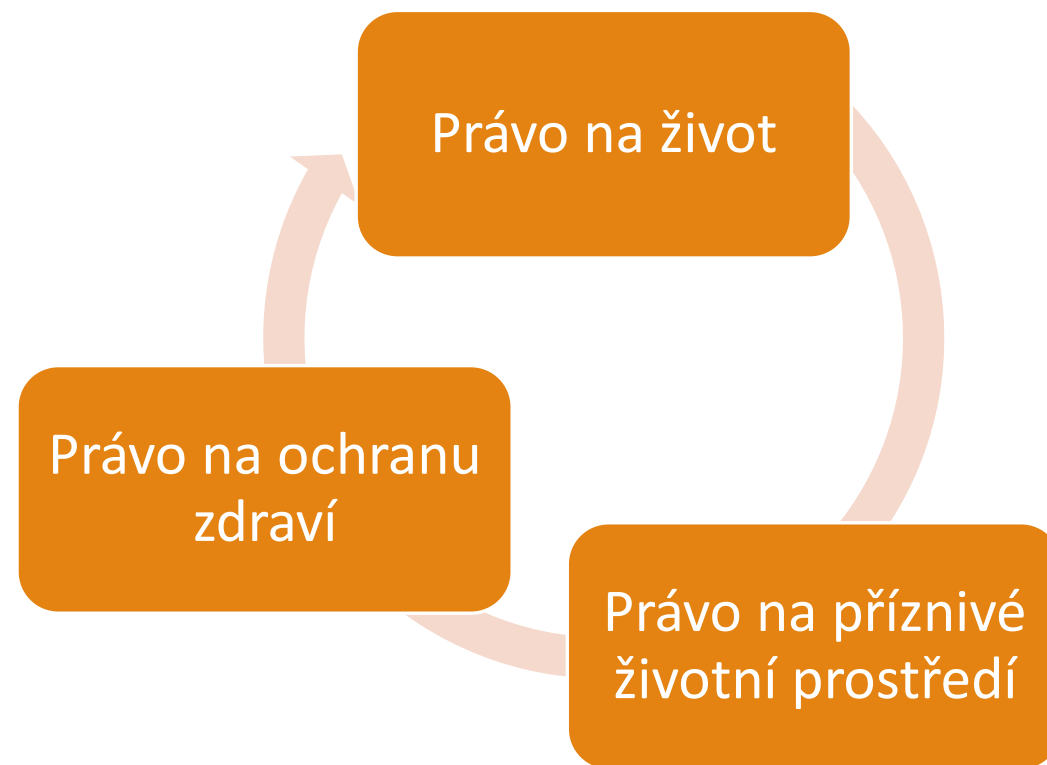 Právo na život
Právo na ochranu
zdraví
Právo na příznivé
životní prostředí